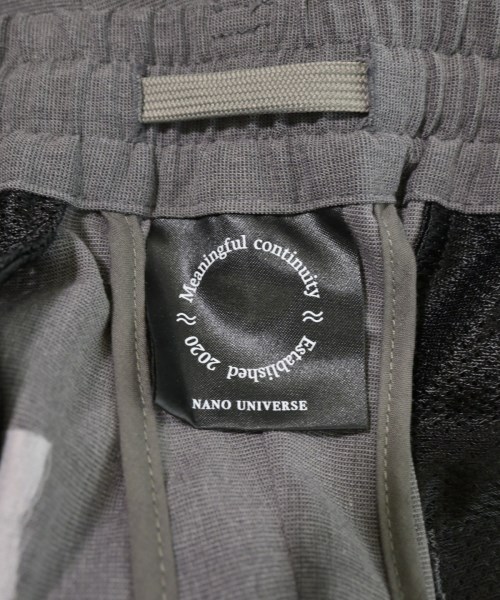 Meaningful continuity
Established 2020
NANO UNIVERSE